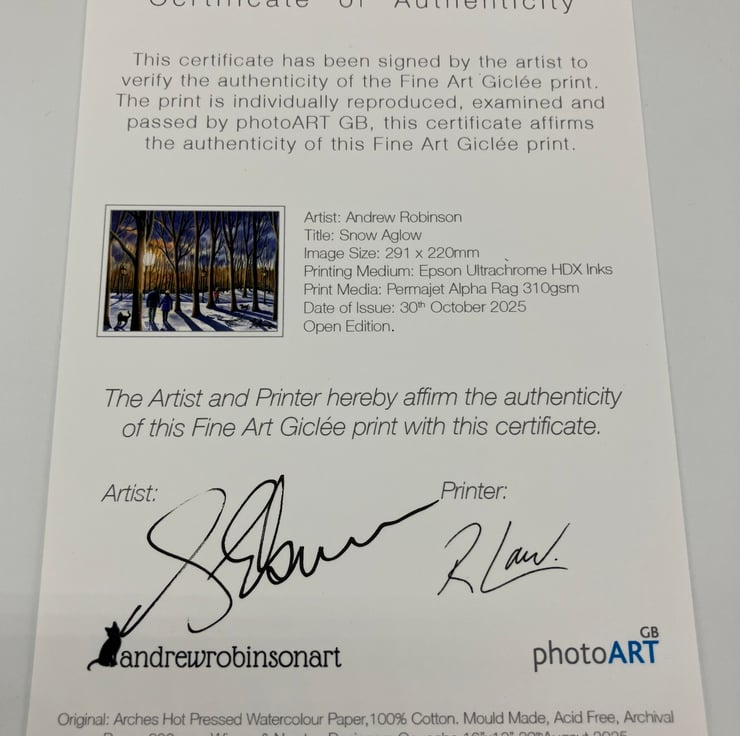 Certificate of Authenticity
This certificate has been signed by the artist to
verify the authenticity of the Fine Art Giclée print.
The print is individually reproduced, examined and
passed by photoART GB, this certificate affirms
the authenticity of this Fine Art Giclée print.
Artist: Andrew Robinson
Title: Snow Aglow
Image Size: 291 x 220mm
Printing Medium: Epson Ultrachrome HDX Inks
Print Media: Permajet Alpha Rag 310gsm
Date of Issue: 30th October 2025
Open Edition.
The Artist and Printer hereby affirm the authenticity
of this Fine Art Giclée print with this certificate.
Artist:
Printer:
R Law.
andrewrobinsonart
photoART GB
Original: Arches Hot Pressed Watercolour Paper,100% Cotton. Mould Made, Acid Free, Archival